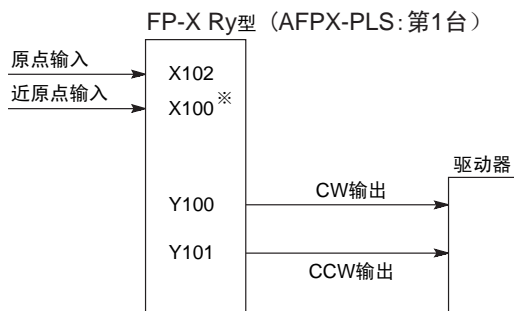 FP-X Ry型（AFPX-PLS：第1台）
原点输入
X102
近原点输入
X100※
驱动器
Y100
CW输出
Y101
CCW输出